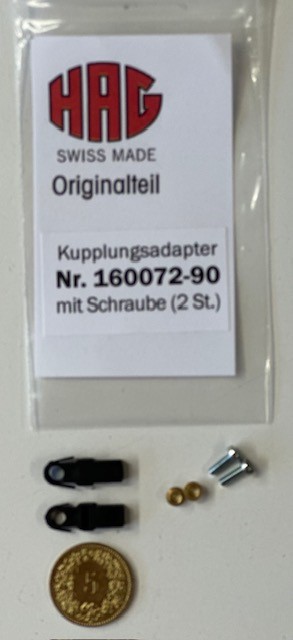 HAG
SWISS MADE
Originalteil
Kupplungsadapter
Nr. 160072-90
mit Schraube (2 St.)
5